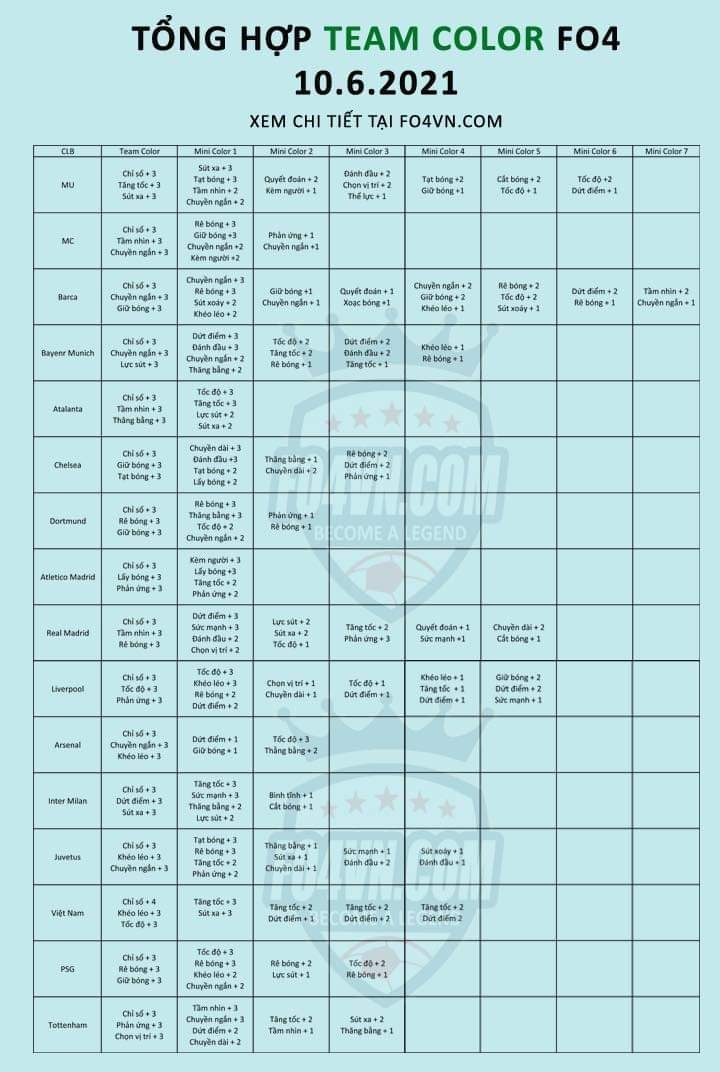 TỔNG HỢP TEAM COLOR FO4
10.6.2021
XEM CHI TIẾT TẠI FO4VN.COM
CLB Team Color Mini Color 1 Mini Color 2 Mini Color 3 Mini Color 4 Mini Color 5 Mini Color 6 Mini Color 7
MU
Chỉ số + 3
Tăng tốc + 3
Sút xa + 3
Sút xa + 3
Tạt bóng + 3
Tầm nhìn + 2
Chuyền ngắn + 2
Quyết đoán + 2
Kèm người + 1
Đánh đầu + 2
Chọn vị trí + 2
Thể lực + 1
Tạt bóng +2
Giữ bóng +1
Cắt bóng + 2
Tốc độ + 1
Tốc độ +2
Dứt điểm + 1
MC
Chỉ số + 3
Tầm nhìn + 3
Chuyền ngắn + 3
Rê bóng + 3
Giữ bóng +3
Chuyền ngắn +2
Kèm người +2
Phản ứng + 1
Chuyền ngắn +1
Barca
Chỉ số + 3
Chuyền ngắn + 3
Giữ bóng + 3
Chuyền ngắn + 3
Rê bóng + 3
Sút xoáy + 2
Khéo léo + 2
Giữ bóng +1
Chuyền ngắn + 1
Quyết đoán + 1
Xoạc bóng +1
Chuyền ngắn + 2
Giữ bóng + 2
Khéo léo + 1
Rê bóng + 2
Tốc độ + 2
Sút xoáy + 1
Dứt điểm + 2
Rê bóng + 1
Tầm nhìn + 2
Chuyền ngắn + 1
Bayenr Munich
Chỉ số + 3
Chuyền ngắn + 3
Lực sút + 3
Dứt điểm + 3
Đánh đầu + 3
Chuyền ngắn + 2
Thăng bằng + 2
Tốc độ + 2
Tăng tốc + 2
Rê bóng + 1
Dứt điểm + 2
Đánh đầu + 2
Tăng tốc + 1
Khéo léo + 1
Rê bóng + 1
Atalanta
Chỉ số + 3
Tầm nhìn + 3
Thăng bằng + 3
Tốc độ + 3
Tăng tốc + 3
Lực sút + 2
Sút xa + 2
Chelsea
Chỉ số + 3
Giữ bóng + 3
Tạt bóng + 3
Chuyền dài + 3
Đánh đầu +3
Tạt bóng + 2
Lấy bóng + 2
Thăng bằng + 1
Chuyền dài + 2
Rê bóng + 2
Dứt điểm + 2
Phản ứng + 1
Dortmund
Chỉ số + 3
Rê bóng + 3
Giữ bóng + 3
Rê bóng + 3
Thăng bằng + 3
Tốc độ + 2
Chuyền ngắn + 2
Phản ứng + 1
Rê bóng + 1
Atletico Madrid
Chỉ số + 3
Lấy bóng + 3
Phản ứng + 3
Kèm người + 3
Lấy bóng +3
Tăng tốc + 2
Phản ứng + 2
Real Madrid
Chỉ số + 3
Tầm nhìn + 3
Rê bóng + 3
Dứt điểm + 3
Sức mạnh + 3
Đánh đầu + 2
Chọn vị trí + 2
Lực sút + 2
Sút xa + 2
Tốc độ + 1
Tăng tốc + 2
Phản ứng + 3
Quyết đoán + 1
Sức mạnh +1
Chuyền dài + 2
Cắt bóng + 1
Liverpool
Chỉ số + 3
Tốc độ + 3
Phản ứng + 3
Tốc độ + 3
Khéo léo + 3
Rê bóng + 2
Dứt điểm + 2
Chọn vị trí + 1
Chuyền dài + 1
Tốc độ + 1
Dứt điểm + 1
Khéo léo + 1
Tăng tốc + 1
Dứt điểm + 1
Giữ bóng + 2
Dứt điểm + 2
Sức mạnh + 1
Arsenal
Chỉ số + 3
Chuyền ngắn + 3
Khéo léo + 3
Dứt điểm + 1
Giữ bóng + 1
Tốc độ + 3
Thằng bằng + 2
Inter Milan
Chỉ số + 3
Dứt điểm + 3
Sút xa + 3
Tăng tốc + 3
Sức mạnh + 3
Thăng bằng + 2
Lực sút + 2
Bình tĩnh + 1
Cắt bóng + 1
Juvetus
Chỉ số + 3
Khéo léo + 3
Chuyền ngắn + 3
Tạt bóng + 3
Rê bóng + 3
Tăng tốc + 2
Phản ứng + 2
Thăng bằng + 1
Sút xa + 1
Chuyền dài + 1
Sức mạnh + 1
Đánh đầu + 2
Sút xoáy + 1
Đánh đầu + 1
Việt Nam
Chỉ số + 4
Khéo léo + 3
Tốc độ + 3
Tăng tốc + 3
Sút xa + 3
Tăng tốc + 2
Dứt điểm + 1
Tăng tốc + 2
Dứt điểm + 2
Tăng tốc + 2
Dứt điểm 2
PSG
Chỉ số + 3
Rê bóng + 3
Giữ bóng + 3
Tốc độ + 3
Rê bóng + 3
Khéo léo + 2
Chuyền ngắn + 2
Rê bóng + 2
Lực sút + 1
Tốc độ + 2
Rê bóng + 1
Tottenham
Chỉ số + 3
Phản ứng + 3
Chọn vị trí + 3
Tầm nhìn + 3
Chuyền ngắn + 3
Dứt điểm + 2
Chuyền dài + 2
Tăng tốc + 2
Tầm nhìn + 1
Sút xa + 2
Thăng bằng + 1
FO4VN.COM
BECOME A LEGEND
FO4VN.COM
BECOME A LEGEND